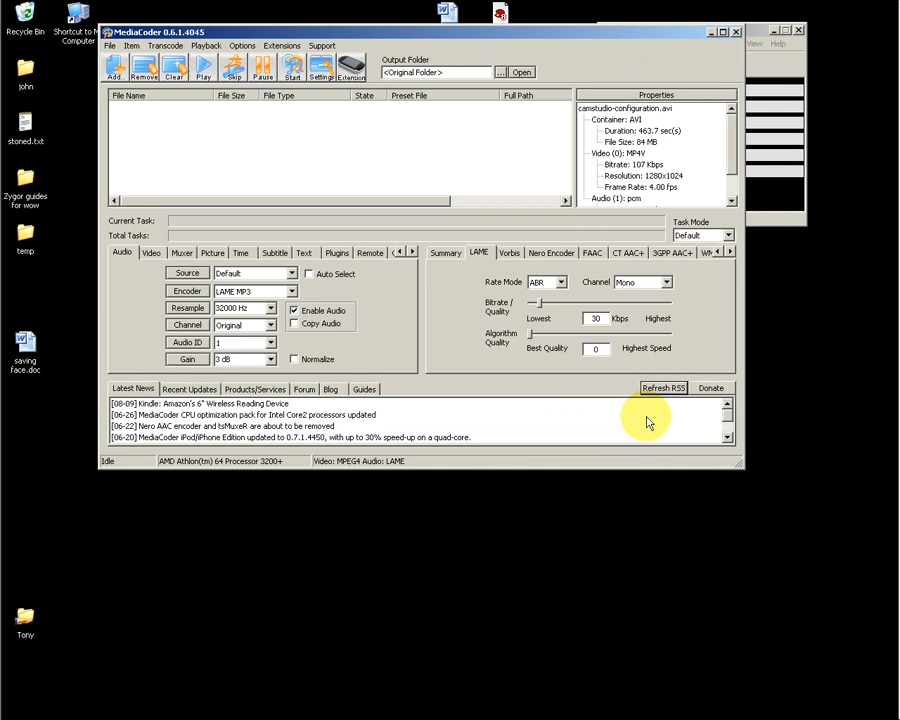 Recycle Bin
Shortcut to M
Computer
john
stoned.txt
Zygor guides
for wow
temp
saving
face.doc
Tony
MediaCoder 0.6.1.4045
File Item Transcode Playback Options Extensions Support
Add.. Remove Clear Play Skip Pause Start Settings Extension
Output Folder
<Original Folder> ... Open
View Help
File Name File Size File Type State Preset File Full Path
Properties
camstudio-configuration.avi
Container: AVI
Duration: 463.7 sec(s)
File Size: 84 MB
Video (0): MP4V
Bitrate: 107 Kbps
Resolution: 1280x1024
Frame Rate: 4.00 fps
Audio (1): pcm
Current Task:
Total Tasks:
Task Mode
Default
Audio Video Muxer Picture Time Subtitle Text Plugins Remote
Source Default Auto Select
Encoder LAME MP3
Resample 32000 Hz Enable Audio
Channel Original Copy Audio
Audio ID 1
Gain 3 dB Normalize
Summary LAME Vorbis Nero Encoder FAAC CT AAC+ 3GPP AAC+
Rate Mode ABR Channel Mono
Bitrate /
Quality
Lowest 30 Kbps Highest
Algorithm
Quality
Best Quality 0 Highest Speed
Latest News Recent Updates Products/Services Forum Blog Guides Refresh RSS Donate
[08-09] Kindle: Amazon's 6" Wireless Reading Device
[06-26] MediaCoder CPU optimization pack for Intel Core2 processors updated
[06-22] Nero AAC encoder and tsMuxeR are about to be removed
[06-20] MediaCoder iPod/iPhone Edition updated to 0.7.1.4450, with up to 30% speed-up on a quad-core.
Idle AMD Athlon(tm) 64 Processor 3200+ Video: MPEG4 Audio: LAME